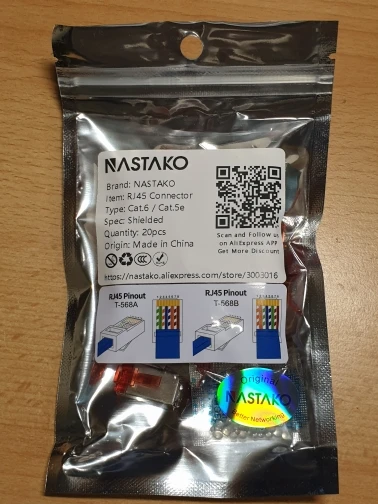 NASTAKO
Brand: NASTAKO
Item: RJ45 Connector
Type: Cat.6 / Cat.5e
Spec: Shielded
Quantity: 20pcs
Origin: Made in China
Scan and Follow us
on AliExpress APP
Get More Discount
https://nastako.aliexpress.com/store/3003016
RJ45 Pinout
T-568A
RJ45 Pinout
T-568B
Original
NASTAKO
Better Networking